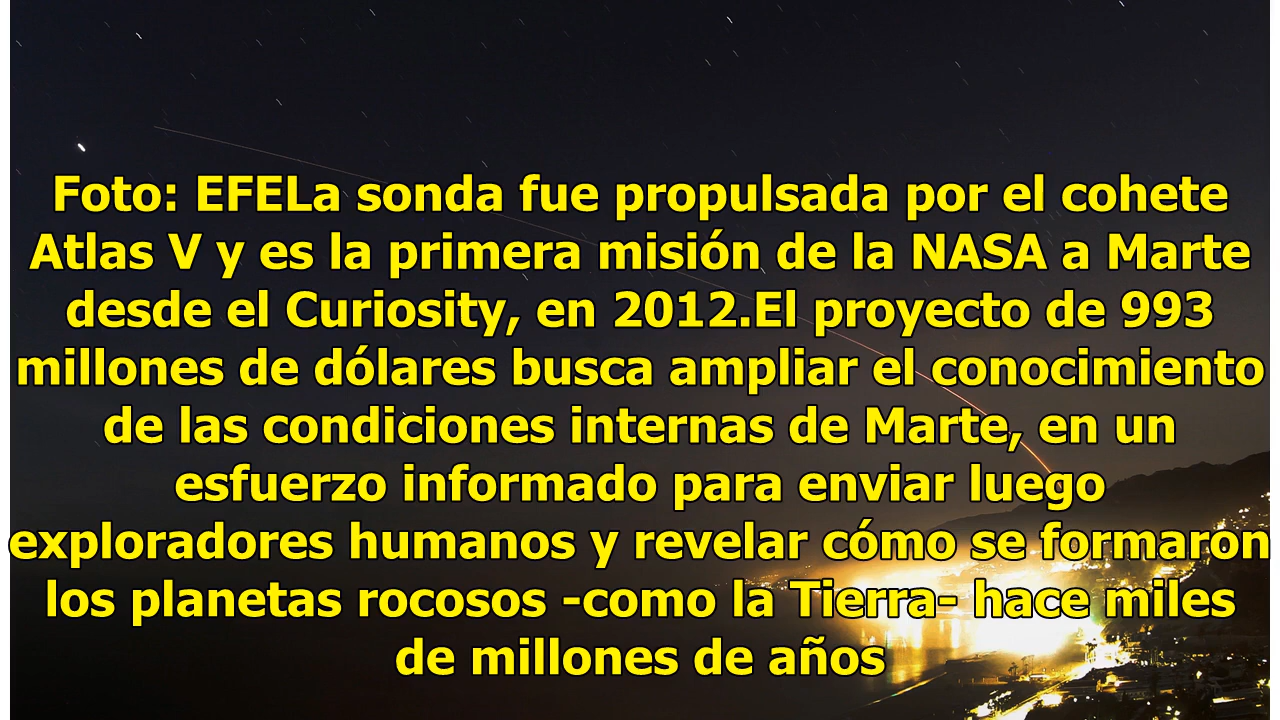 Foto: EFELa sonda fue propulsada por el cohete
Atlas V y es la primera misión de la NASA a Marte
desde el Curiosity, en 2012.El proyecto de 993
millones de dólares busca ampliar el conocimiento
de las condiciones internas de Marte, en un
esfuerzo informado para enviar luego
exploradores humanos y revelar cómo se formaron
los planetas rocosos -como la Tierra- hace miles
de millones de años